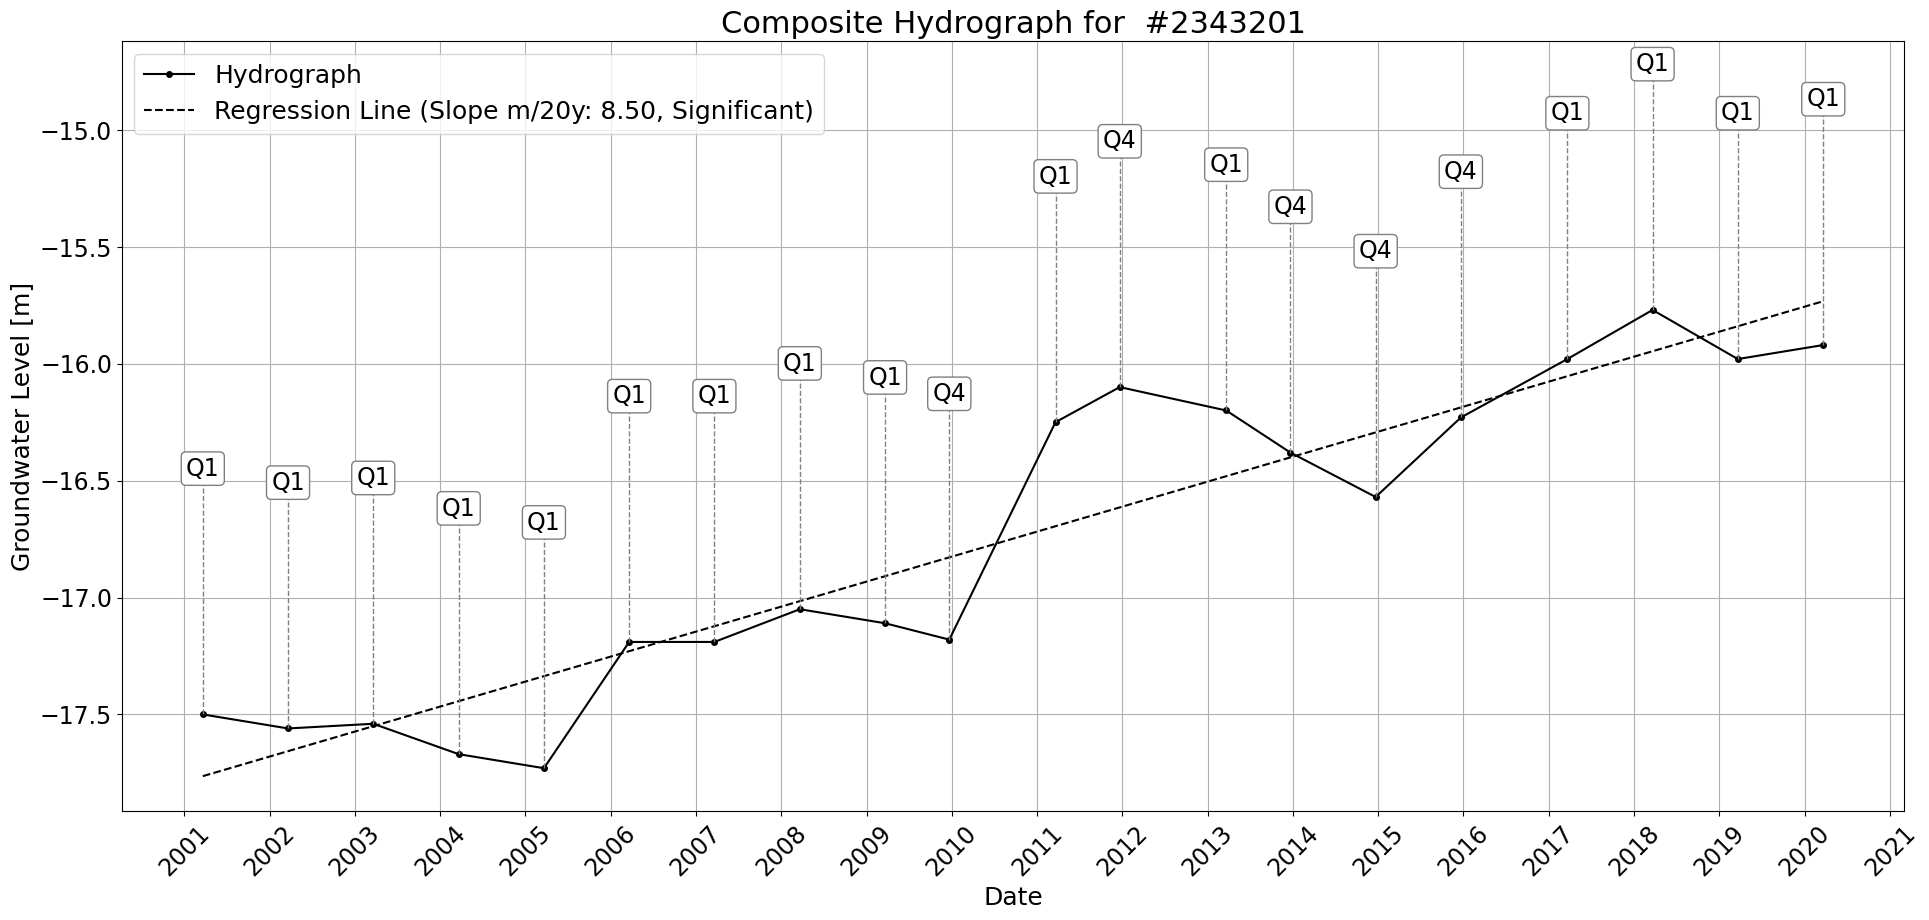 Composite Hydrograph for  #2343201
Hydrograph
Regression Line (Slope m/20y: 8.50, Significant)
Groundwater Level [m]
−15.0
−15.5
−16.0
−16.5
−17.0
−17.5
Q1
Q1
Q1
Q1
Q1
Q1
Q1
Q1
Q1
Q4
Q1
Q4
Q1
Q4
Q4
Q4
Q1
Q1
Q1
Q1
2001
2002
2003
2004
2005
2006
2007
2008
2009
2010
2011
2012
2013
2014
2015
2016
2017
2018
2019
2020
2021
Date